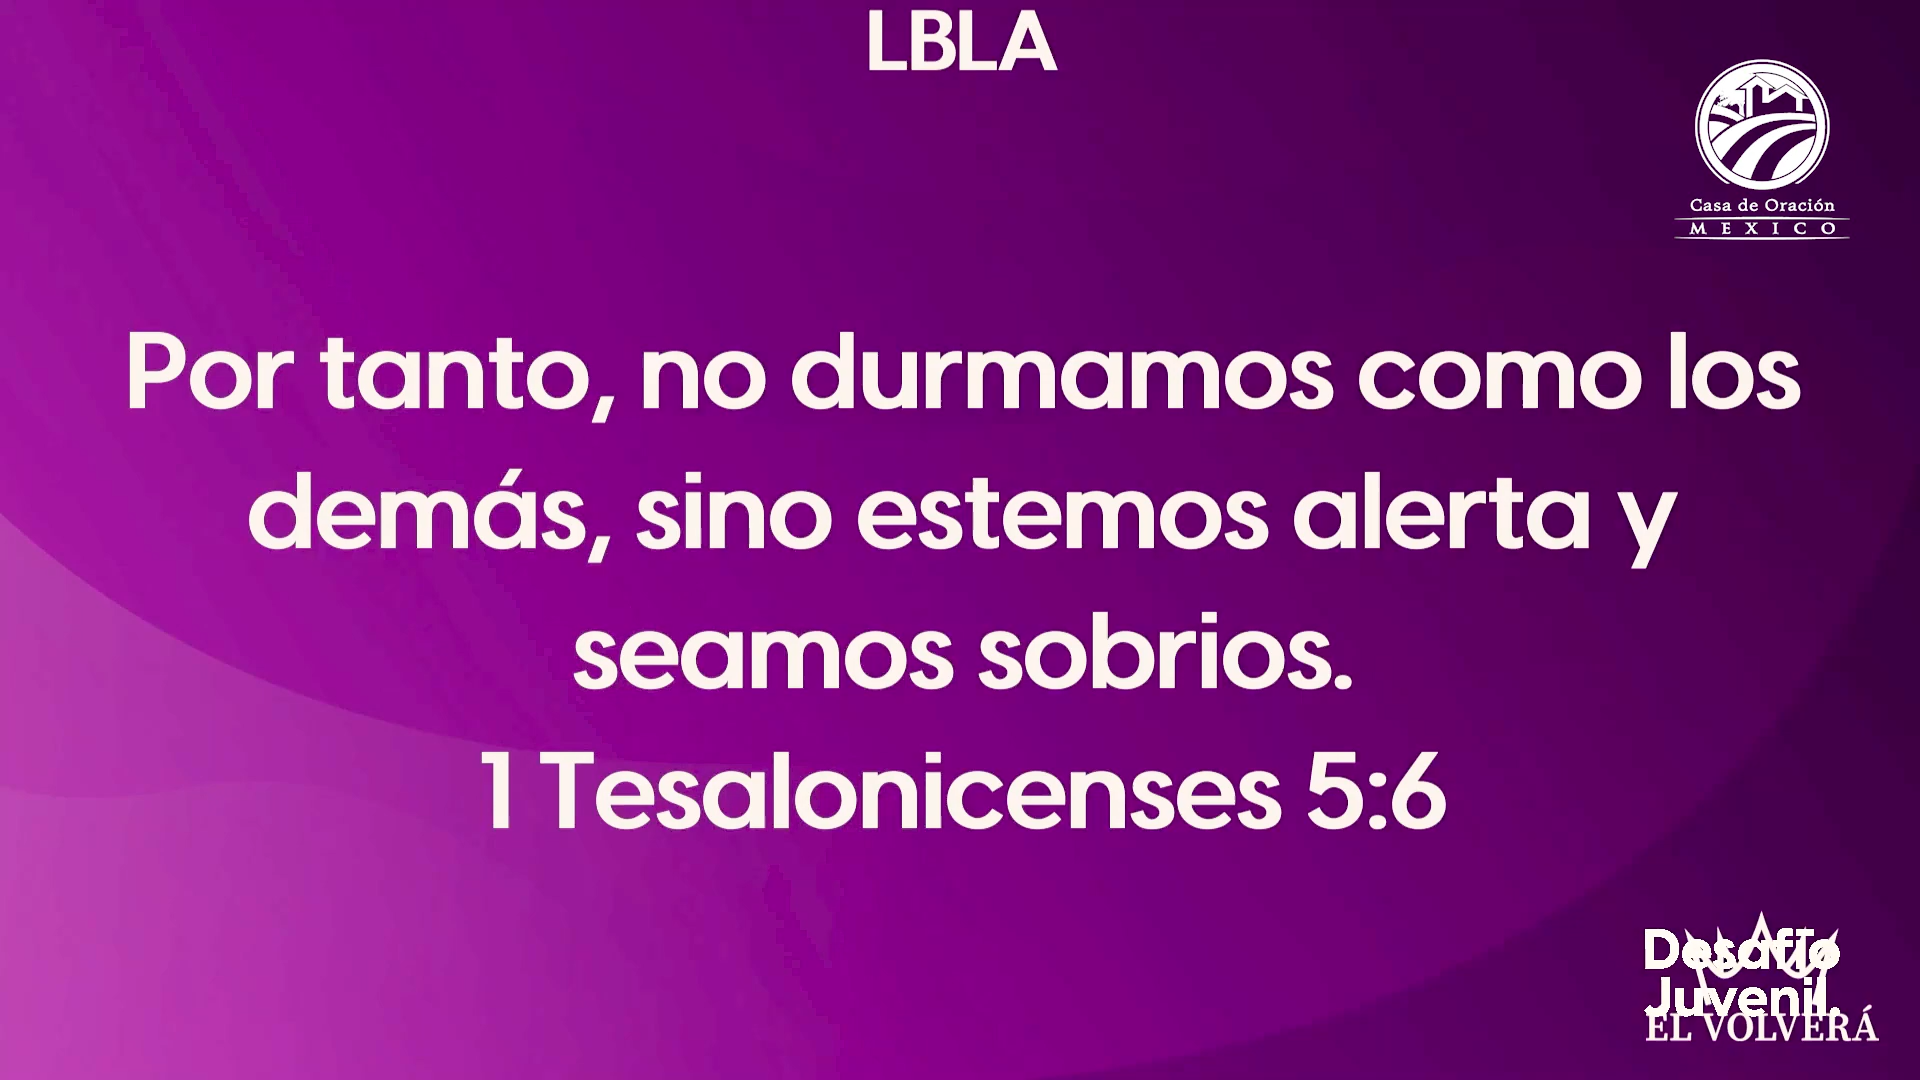 LBLA
Casa de Oración
MEXICO
Por tanto, no durmamos como los
demás, sino estemos alerta y
seamos sobrios.
1 Tesalonicenses 5:6
Desafío
Juvenil.
EL VOLVERÁ